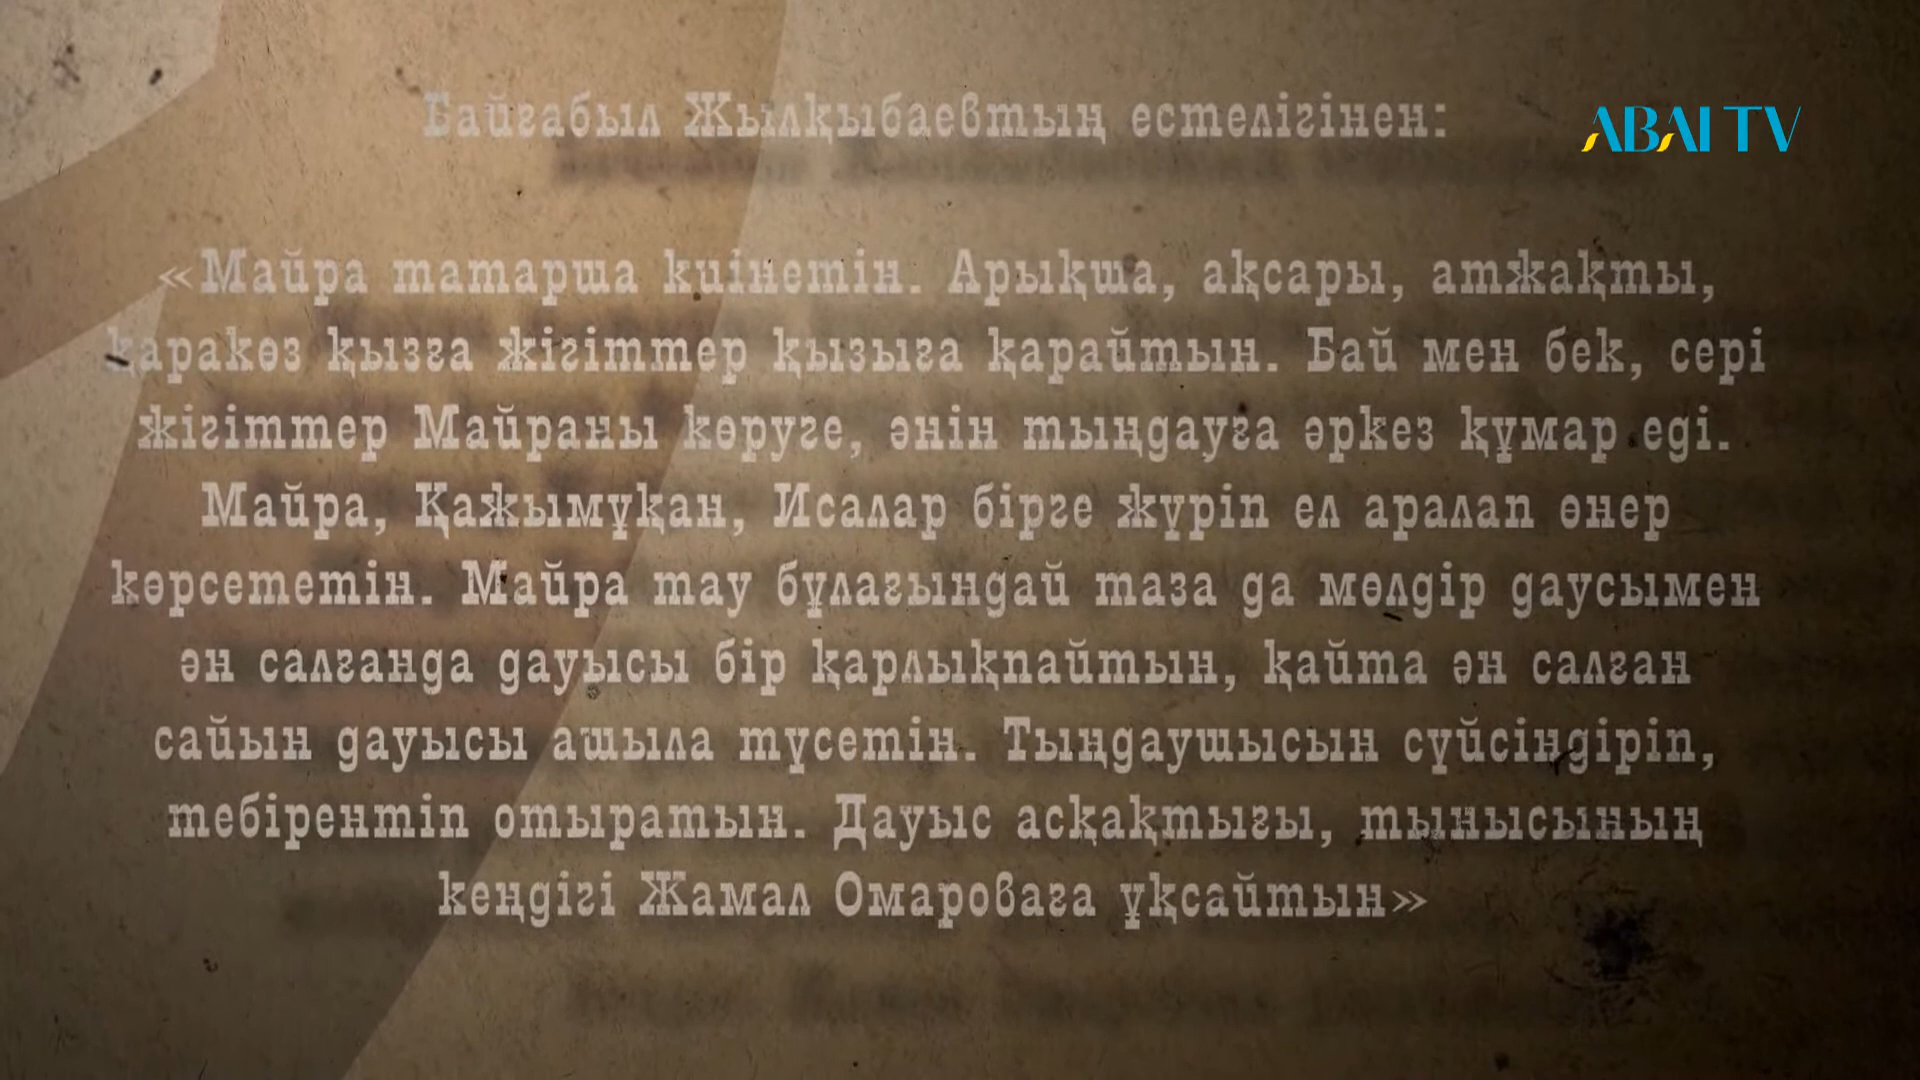 Байғабыл Жылқыбаевтың естелігінен:
ABAI TV
«Майра татарша киінетін. Арықша, ақсары, атжақты,
қаракөз қызға жігіттер қызыға қарайтын. Бай мен бек, сері
жігіттер Майраны көруге, әнін тыңдауға әркез құмар еді.
Майра, Қажымұқан, Исалар бірге жүріп ел аралап өнер
көрсететін. Майра тау бұлағындай таза да мөлдір даусымен
ән салғанда дауысы бір қарлықпайтын, қайта ән салған
сайын дауысы ашыла түсетін. Тыңдаушысын сүйсіндіріп,
тебірентіп отыратын. Дауыс асқақтығы, тынысының
кеңдігі Жамал Омароваға ұқсайтын»